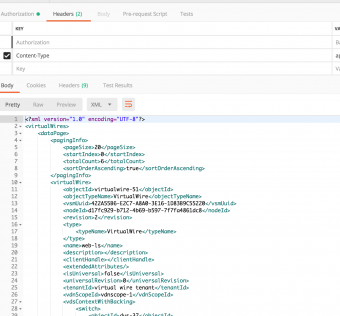 Authorization
Headers (2)
Body
Pre-request Script
Tests
KEY
VA
Authorization
Content-Type
ap
Key
Va
Body
Cookies
Headers (9)
Test Results
Pretty
Raw
Preview
XML
1 <?xml version="1.0" encoding="UTF-8"?>
2 <virtualWires>
3 <dataPage>
4 <pagingInfo>
5 <pageSize>20</pageSize>
6 <startIndex>0</startIndex>
7 <totalCount>6</totalCount>
8 <sortOrderAscending>true</sortOrderAscending>
9 </pagingInfo>
10 <virtualWire>
11 <objectId>virtualwire-51</objectId>
12 <objectTypeName>VirtualWire</objectTypeName>
13 <vsmUuid>422A5586-E2C7-A8A0-3E16-1D83B9C55220</vsmUuid>
14 <nodeId>d17fc929-b712-4b69-b597-7f7fa4861dc8</nodeId>
15 <revision>2</revision>
16 <type>
17 <typeName>VirtualWire</typeName>
18 </type>
19 <name>web-ls</name>
20 <description></description>
21 <clientHandle></clientHandle>
22 <extendedAttributes/>
23 <isUniversal>false</isUniversal>
24 <universalRevision>0</universalRevision>
25 <tenantId>virtual wire tenant</tenantId>
26 <vdnScopeId>vdnscope-1</vdnScopeId>
27 <vdsContextWithBacking>
28 <switch>